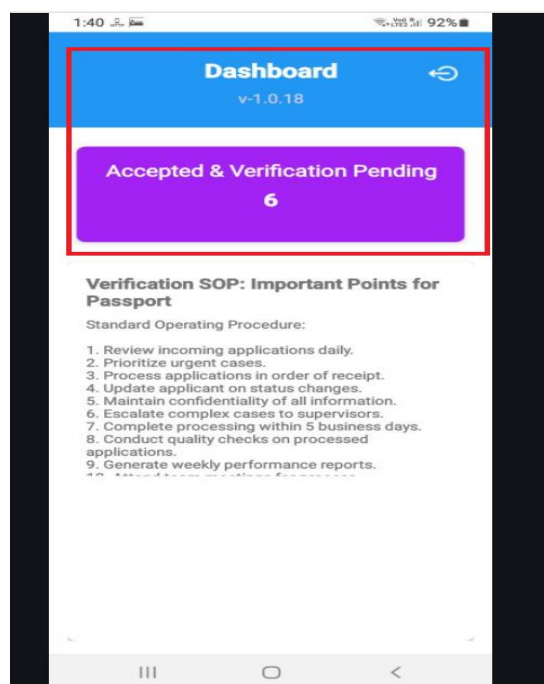 1:40
92%
Dashboard
v-1.0.18
Accepted & Verification Pending
6
Verification SOP: Important Points for
Passport
Standard Operating Procedure:
1. Review incoming applications daily.
2. Prioritize urgent cases.
3. Process applications in order of receipt.
4. Update applicant on status changes.
5. Maintain confidentiality of all information.
6. Escalate complex cases to supervisors.
7. Complete processing within 5 business days.
8. Conduct quality checks on processed
applications.
9. Generate weekly performance reports.